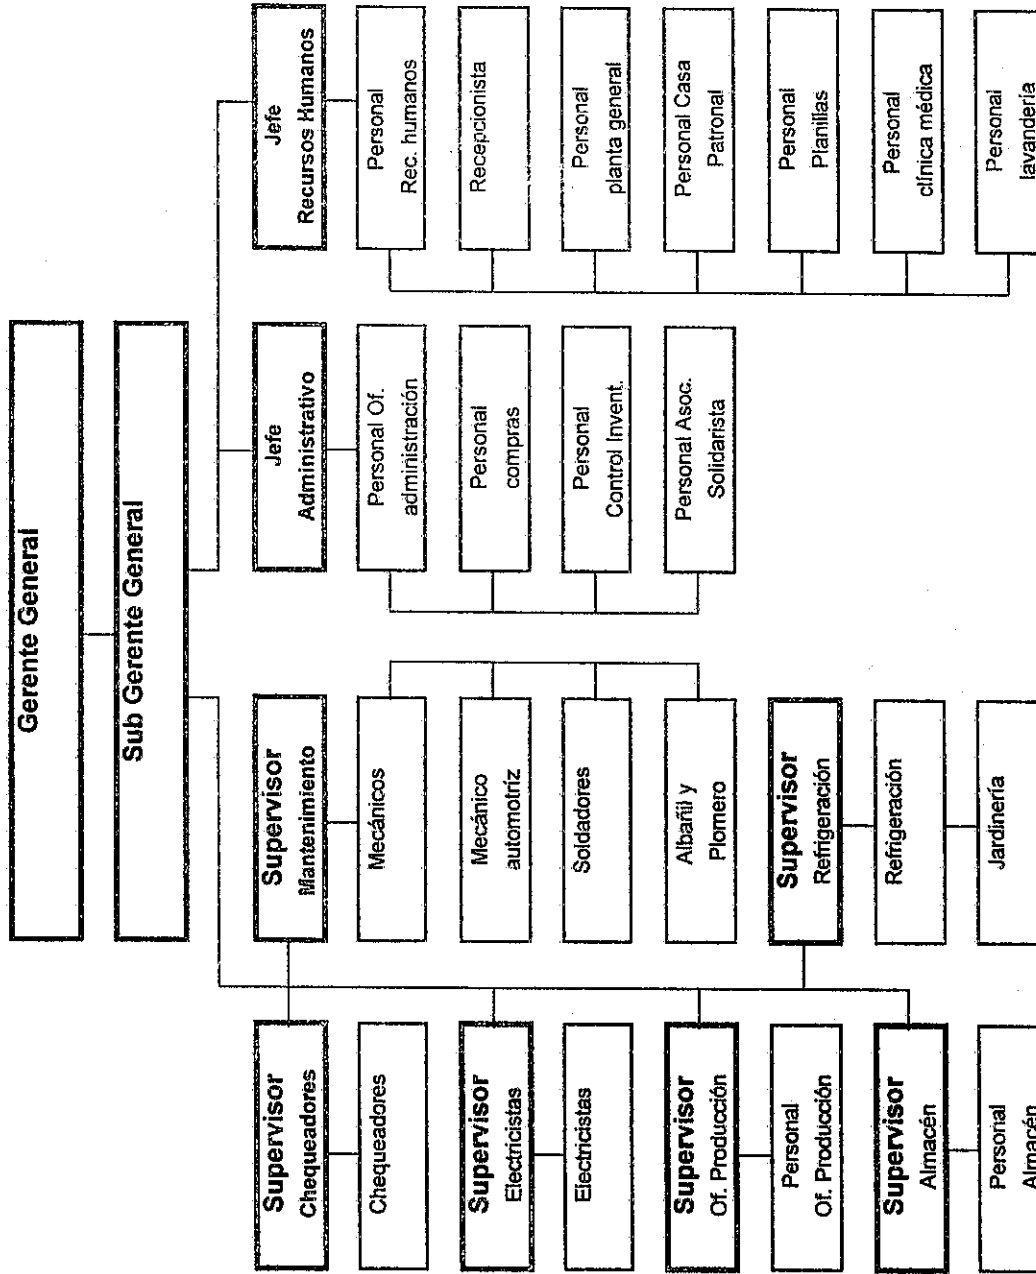 Gerente General
Sub Gerente General
Supervisor
Chequeadores
Chequeadores
Supervisor
Electricistas
Electricistas
Supervisor
Of. Producción
Personal
Of. Producción
Supervisor
Almacén
Personal
Almacén
Supervisor
Mantenimiento
Mecánicos
Mecánico
automotríz
Soldadores
Albañil y
Plomero
Supervisor
Refrigeración
Refrigeración
Jardinería
Jefe
Administrativo
Personal Of.
administración
Personal
compras
Personal
Control Invent.
Personal Asoc.
Solidarista
Jefe
Recursos Humanos
Personal
Rec. humanos
Recepcionista
Personal
planta general
Personal Casa
Patronal
Personal
Planillas
Personal
clínica médica
Personal
lavandería